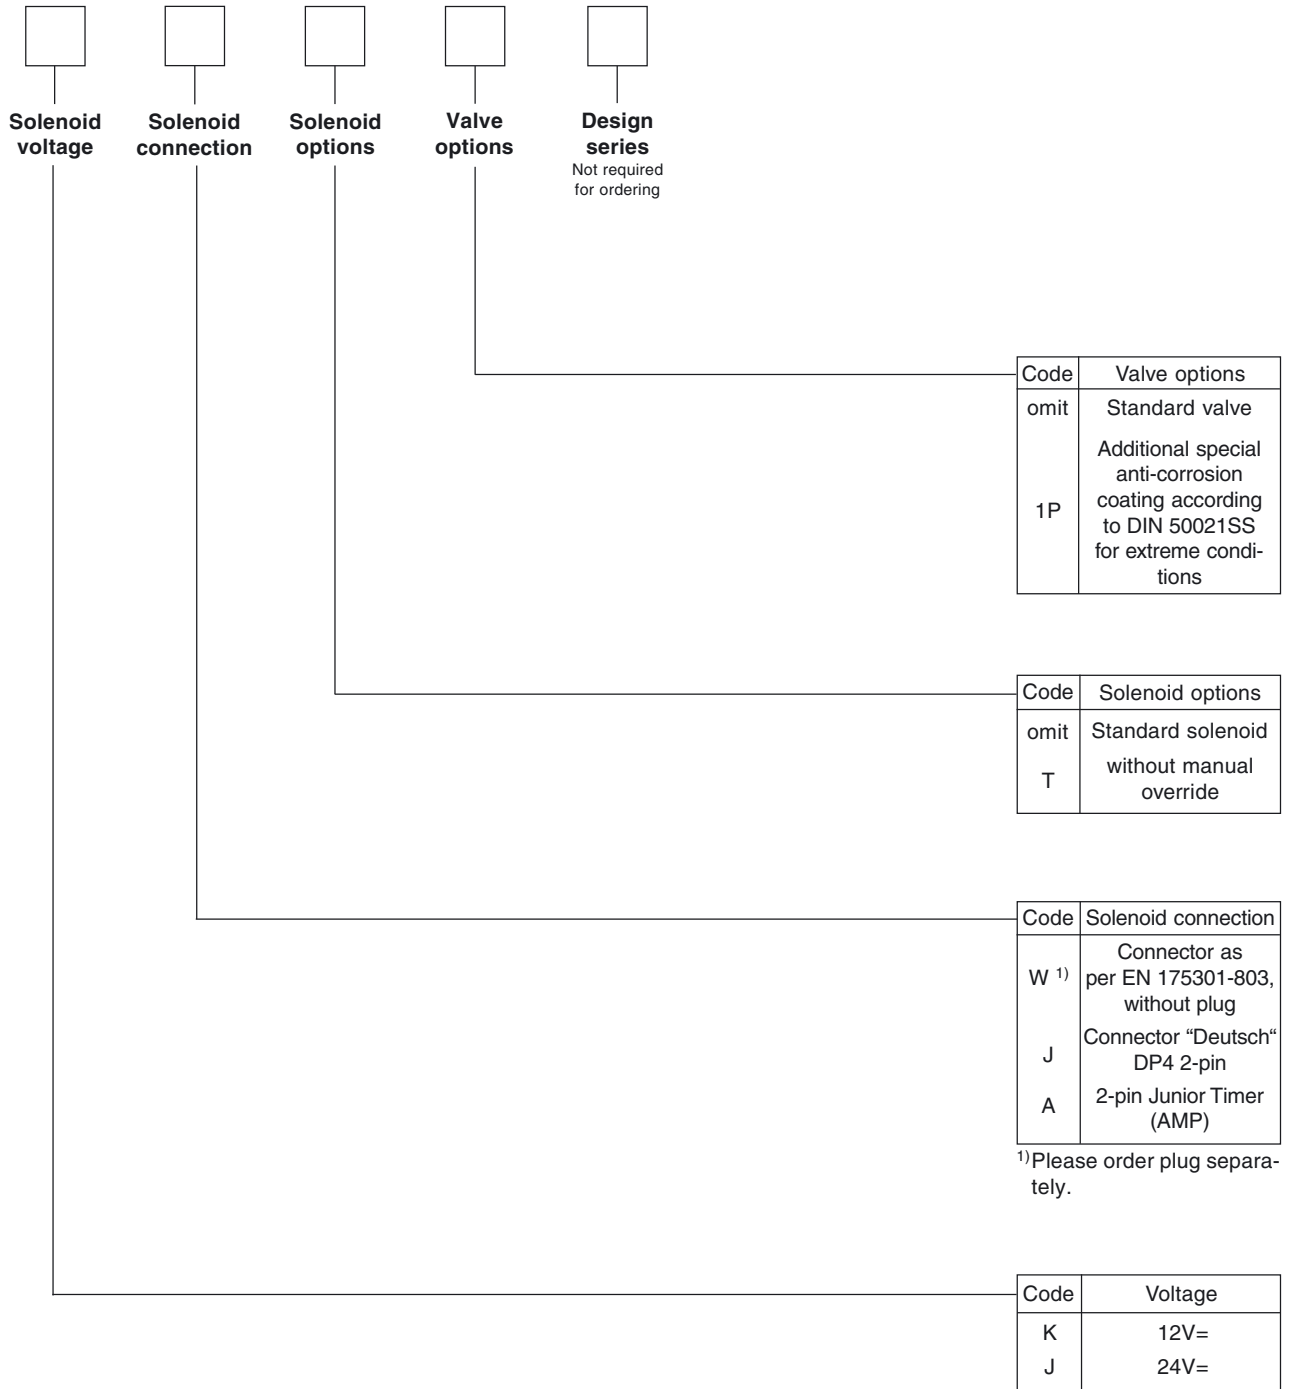 Solenoid voltage
Solenoid connection
Solenoid options
Valve options
Design series
Not required for ordering
Code Valve options
omit Standard valve
1P Additional special
anti-corrosion
coating according
to DIN 50021SS
for extreme condi-
tions
Code Solenoid options
omit Standard solenoid
T without manual
override
Code Solenoid connection
W 1) Connector as
per EN 175301-803,
without plug
J Connector “Deutsch“
DP4 2-pin
A 2-pin Junior Timer
(AMP)
1) Please order plug separa-
tely.
Code Voltage
K 12V=
J 24V=